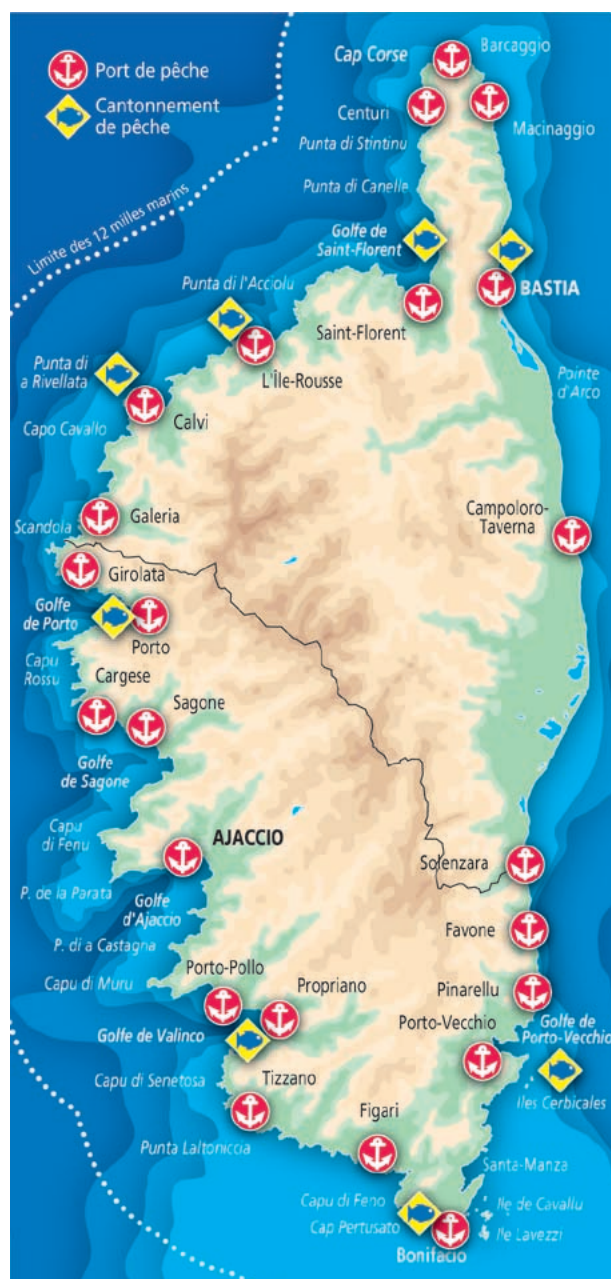 Port de pêche
Cantonnement
de pêche
Limite des 12 milles marins
Cap Corse
Barcaggio
Centuri
Macinaggio
Punta di Stintinu
Punta di Canelle
Golfe de
Saint-Florent
BASTIA
Punta di l'Acciolu
Saint-Florent
L'Île-Rousse
Punta di
a Rivellata
Pointe
d'Arco
Capo Cavallo
Calvi
Galeria
Campoloro-
Taverna
Scandola
Girolata
Golfe
de Porto
Porto
Capu
Rossu
Cargese
Sagone
Golfe
de Sagone
Capu
di Fenu
AJACCIO
Solenzara
P. de la Parata
Golfe
d'Ajaccio
Favone
P. di a Castagna
Capu di Muru
Porto-Pollo
Propriano
Pinarellu
Golfe de
Porto-Vecchio
Porto-Vecchio
Golfe de Valinco
Capu di Senetosa
Tizzano
Iles Cerbicales
Figari
Punta Laltoniccia
Santa-Manza
Capu di Feno
Ile de Cavallu
Cap Pertusato
Ile Lavezzi
Bonifacio